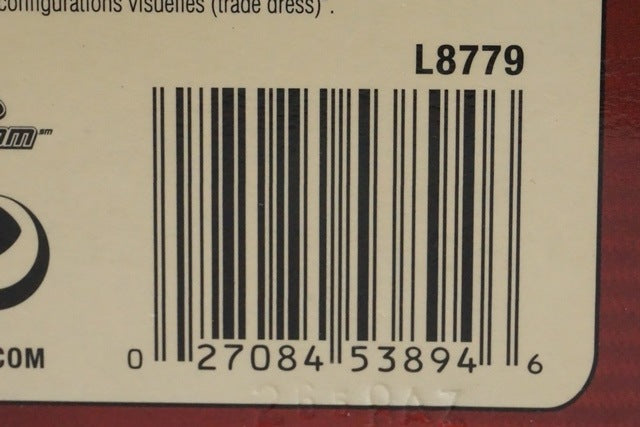 configurations visuelles (trade dress)".
L8779
.COM
0 27084 53894 6